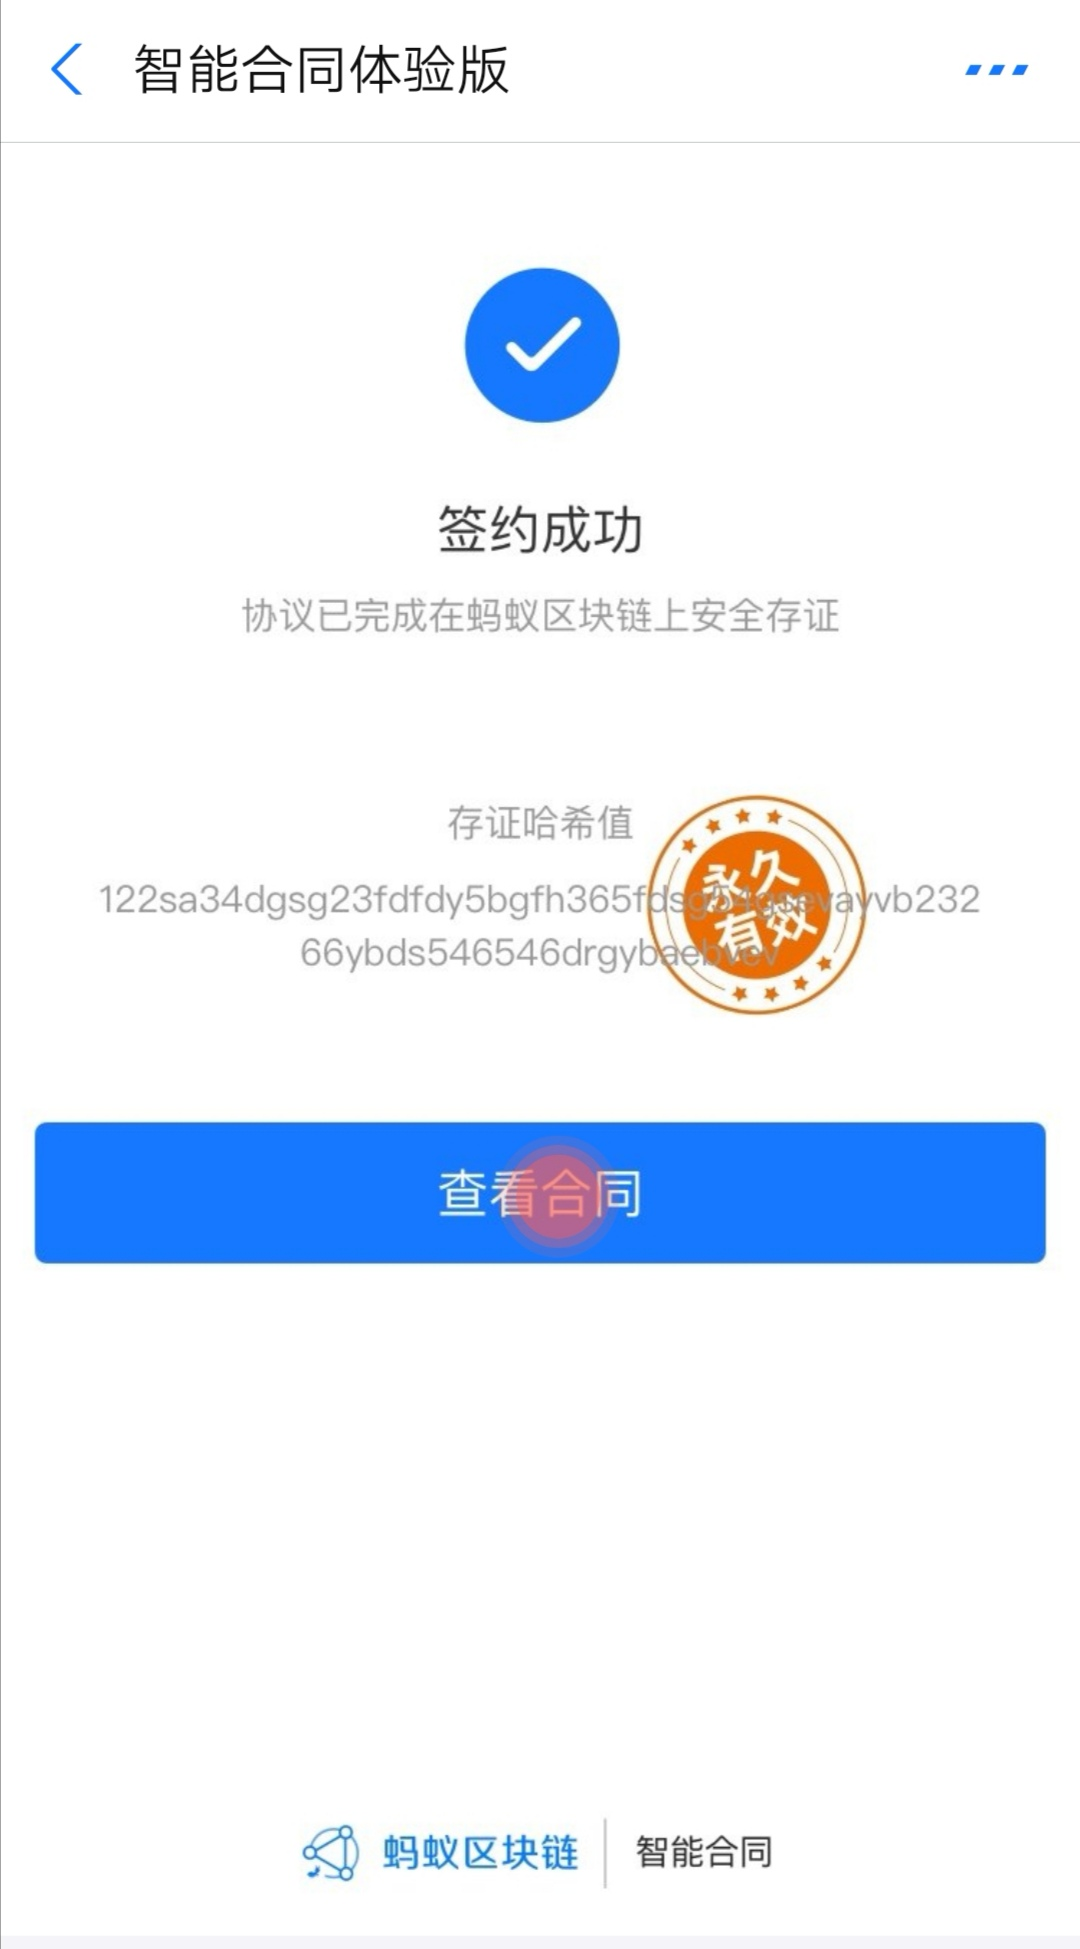 智能合同体验版
签约成功
协议已完成在蚂蚁区块链上安全存证
存证哈希值
122sa34dgsg23fdfdy5bgfh365fdsg54gsevayvb232
66ybds546546drgybaebvev
永久
有效
查看合同
蚂蚁区块链 智能合同